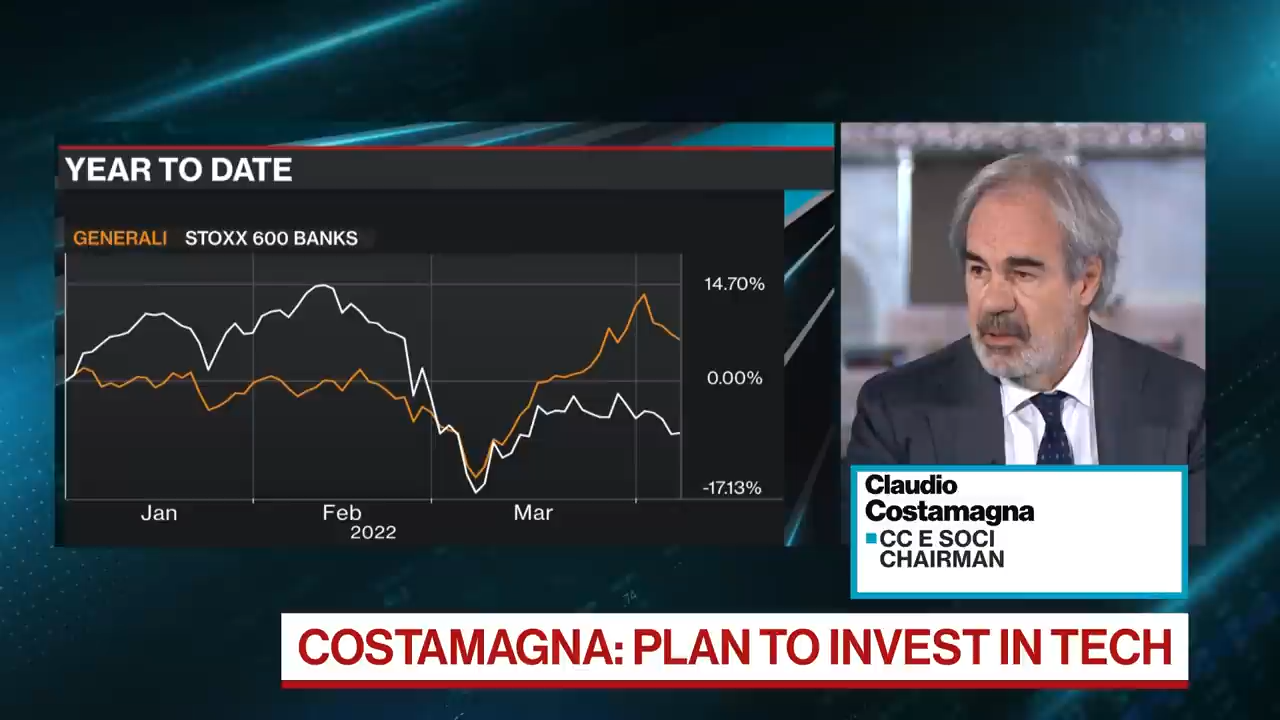 YEAR TO DATE
GENERALI STOXX 600 BANKS
14.70%
0.00%
-17.13%
Jan Feb Mar
2022
Claudio
Costamagna
CC E SOCI
CHAIRMAN
74
COSTAMAGNA: PLAN TO INVEST IN TECH